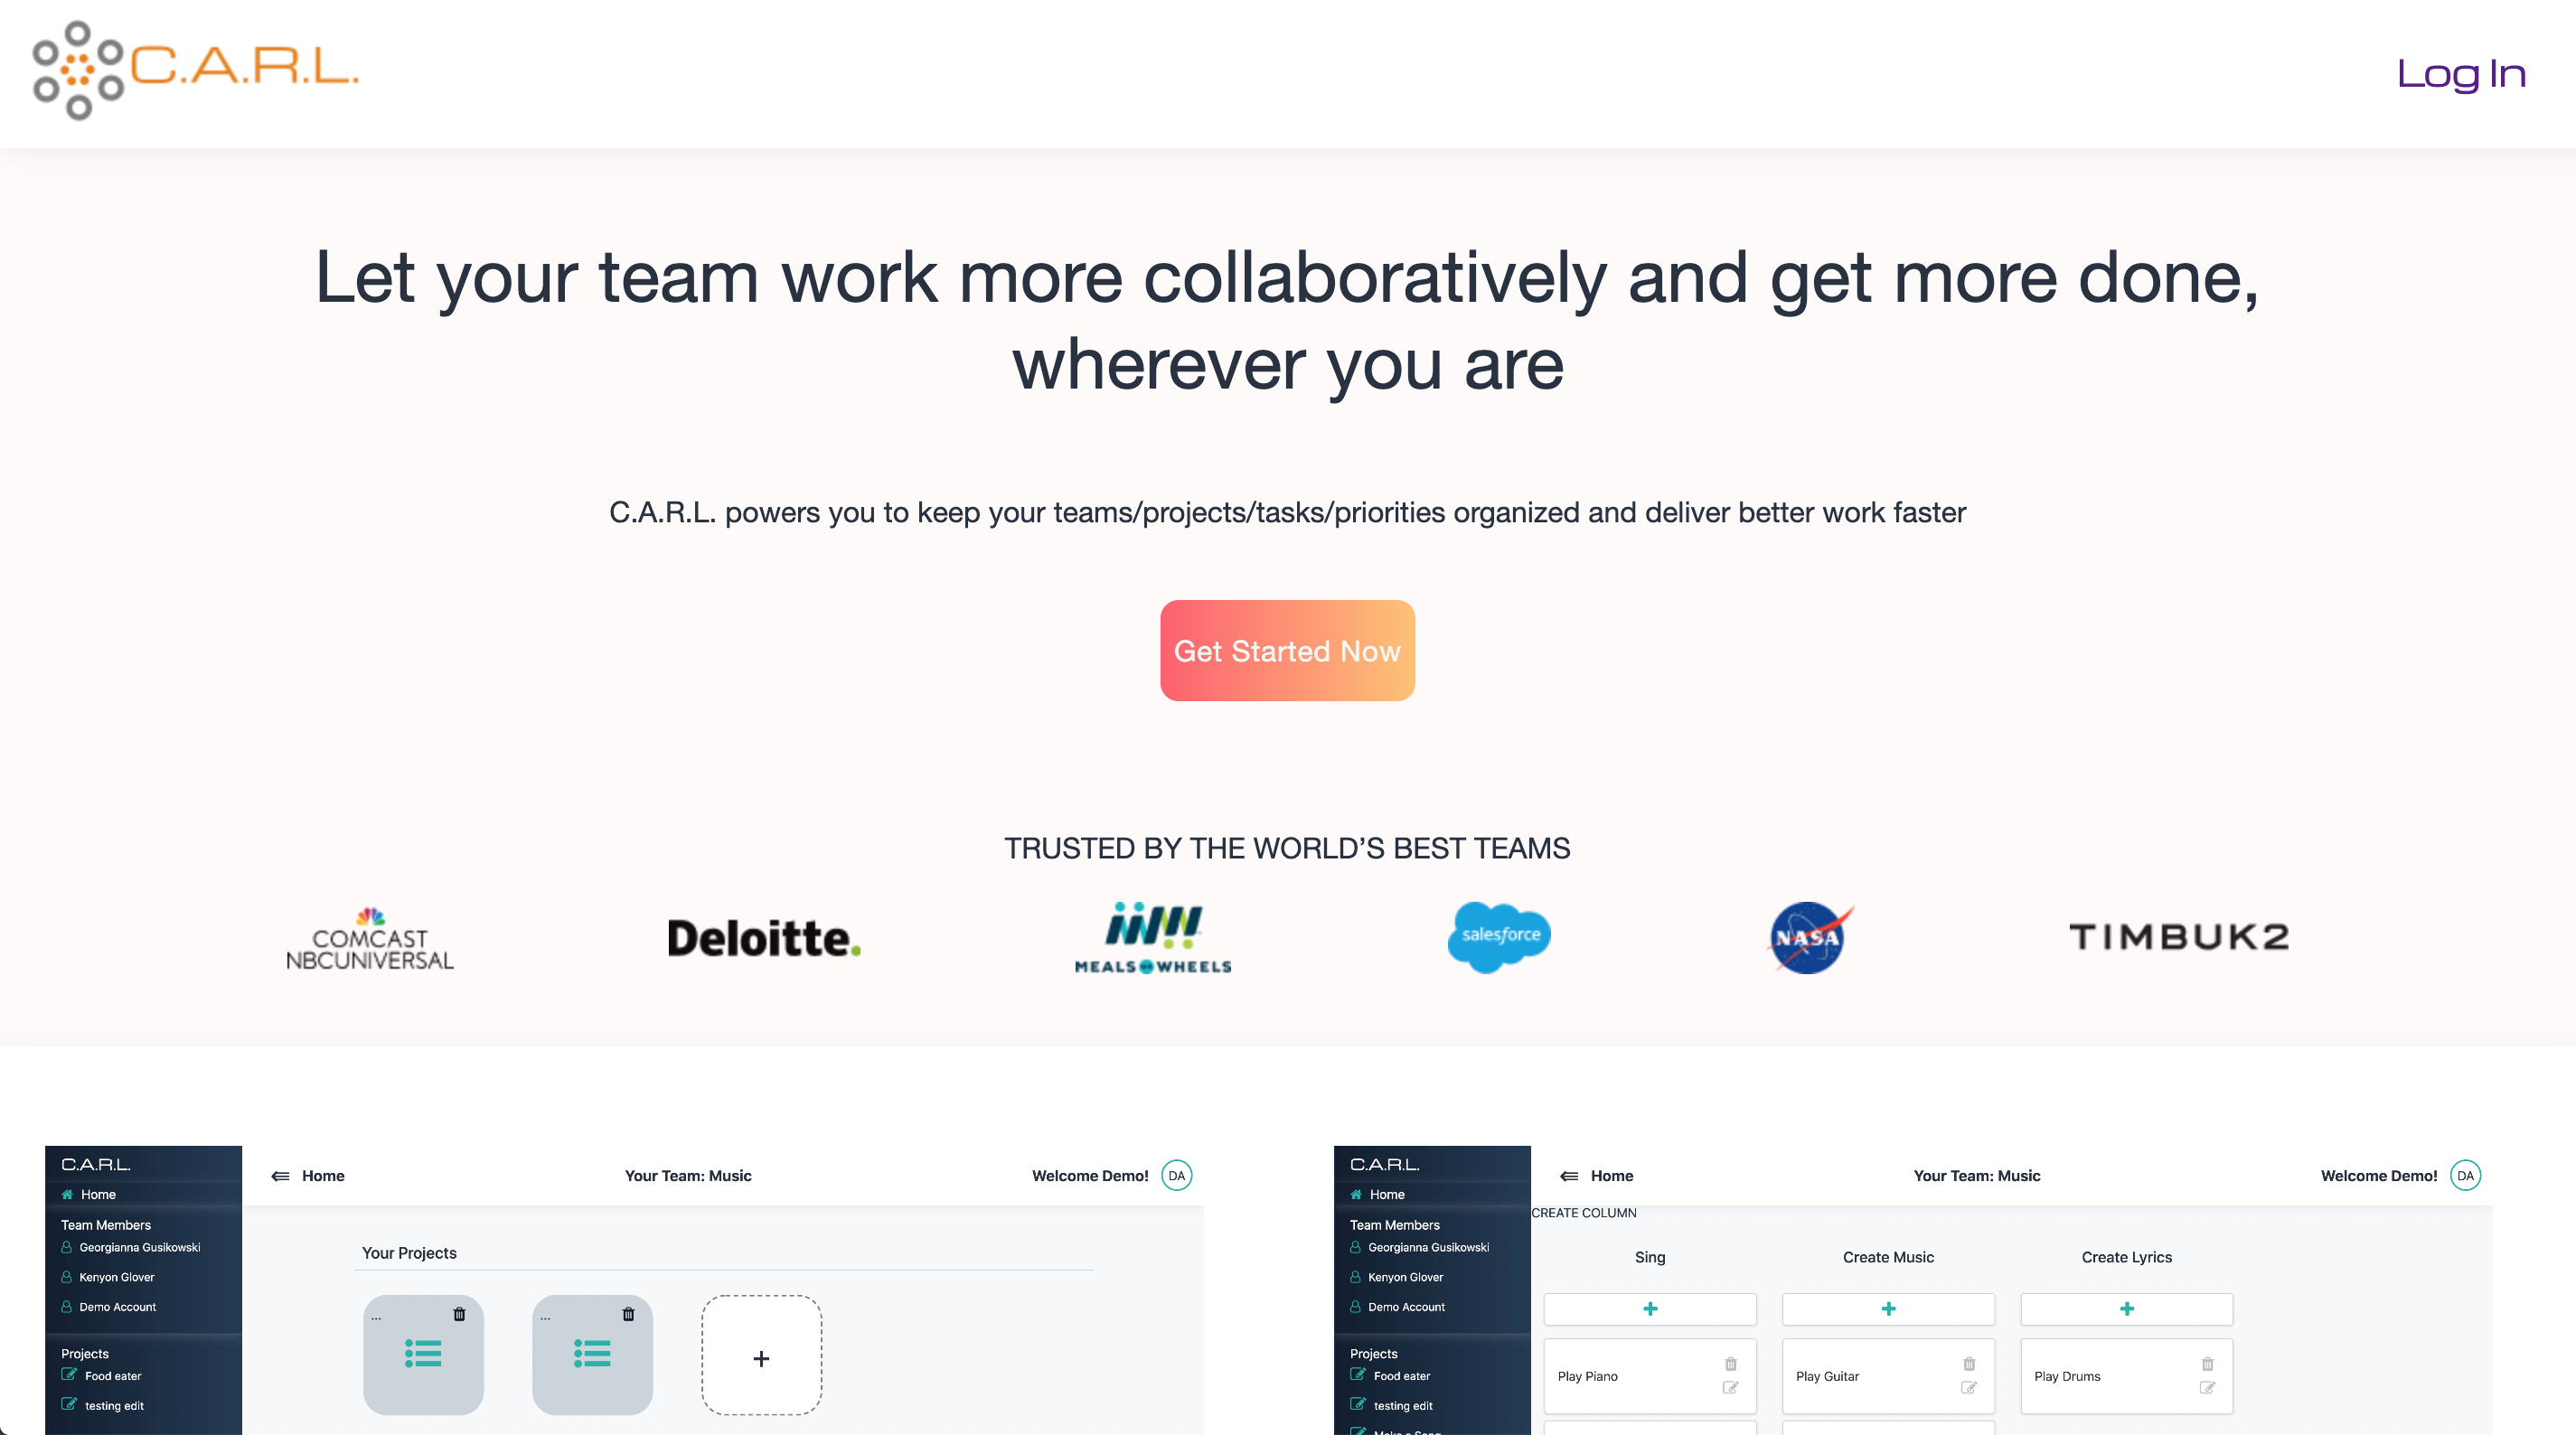 C.A.R.L.
Log In
Let your team work more collaboratively and get more done,
wherever you are
C.A.R.L. powers you to keep your teams/projects/tasks/priorities organized and deliver better work faster
Get Started Now
TRUSTED BY THE WORLD'S BEST TEAMS
COMCAST
NBCUNIVERSAL
Deloitte.
MEALS ON WHEELS
salesforce
NASA
TIMBUK2
C.A.R.L.
Home
Team Members
Georgianna Gusikowski
Kenyon Glover
Demo Account
Projects
Food eater
testing edit
Home
Your Team: Music
Welcome Demo!
DA
Your Projects
...
...
+
C.A.R.L.
Home
Team Members
Georgianna Gusikowski
Kenyon Glover
Demo Account
Projects
Food eater
testing edit
Make a Song
Home
Your Team: Music
Welcome Demo!
DA
CREATE COLUMN
Sing
Create Music
Create Lyrics
Play Piano
Play Guitar
Play Drums